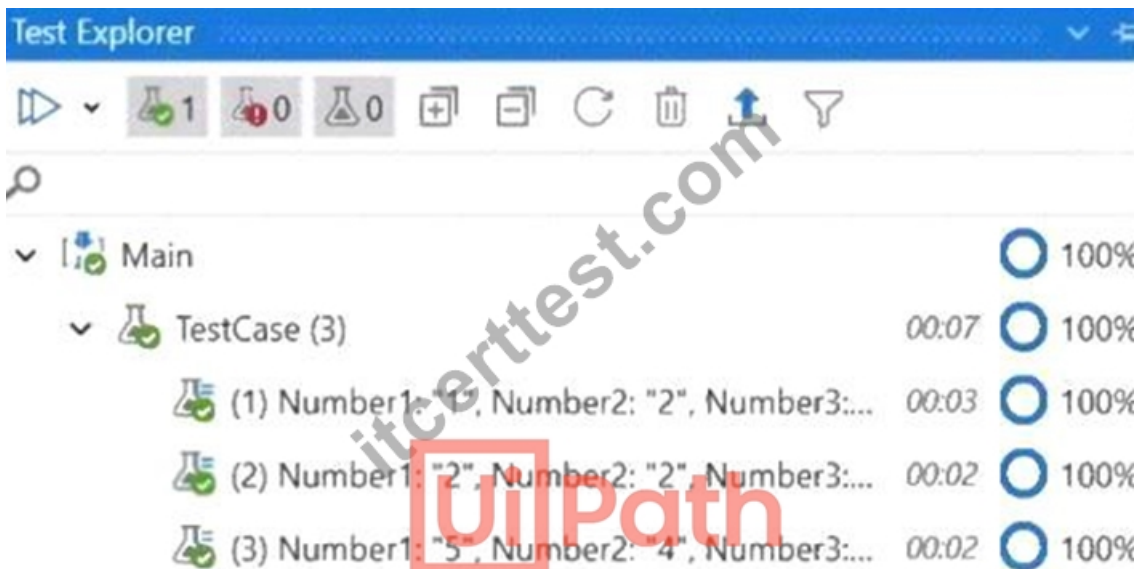 Test Explorer
1 0 0
Main 100%
TestCase (3) 00:07 100%
(1) Number1: "1", Number2: "2", Number3:... 00:03 100%
(2) Number1: "2", Number2: "2", Number3:... 00:02 100%
(3) Number1: "5", Number2: "4", Number3:... 00:02 100%
itcerttest.com
UiPath